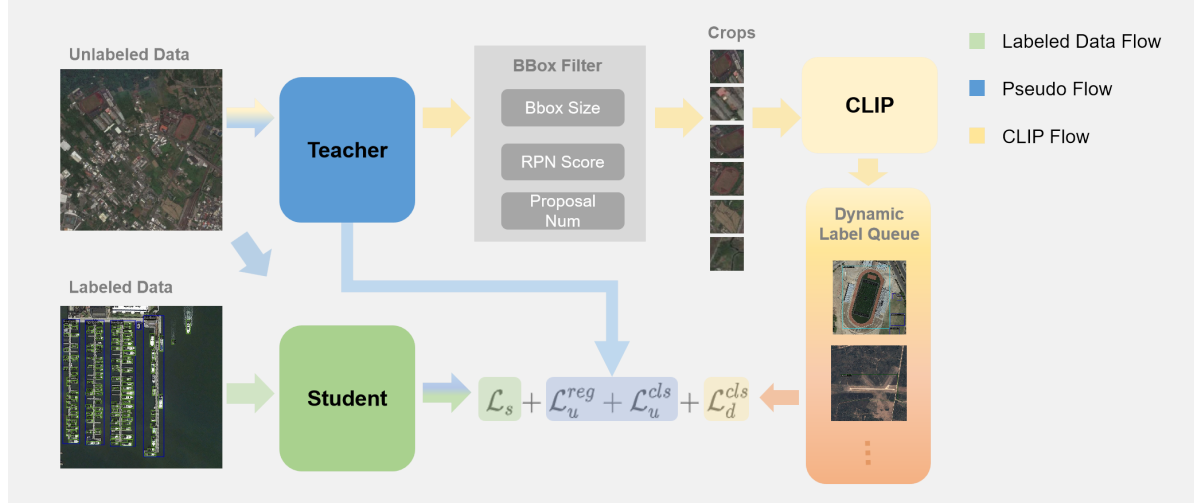 Unlabeled Data
Teacher
BBox Filter
Bbox Size
RPN Score
Proposal
Num
Crops
CLIP
Labeled Data Flow
Pseudo Flow
CLIP Flow
Dynamic
Label Queue
Labeled Data
Student
ℒ_s + ℒ_u^{reg} + ℒ_u^{cls} + ℒ_d^{cls}